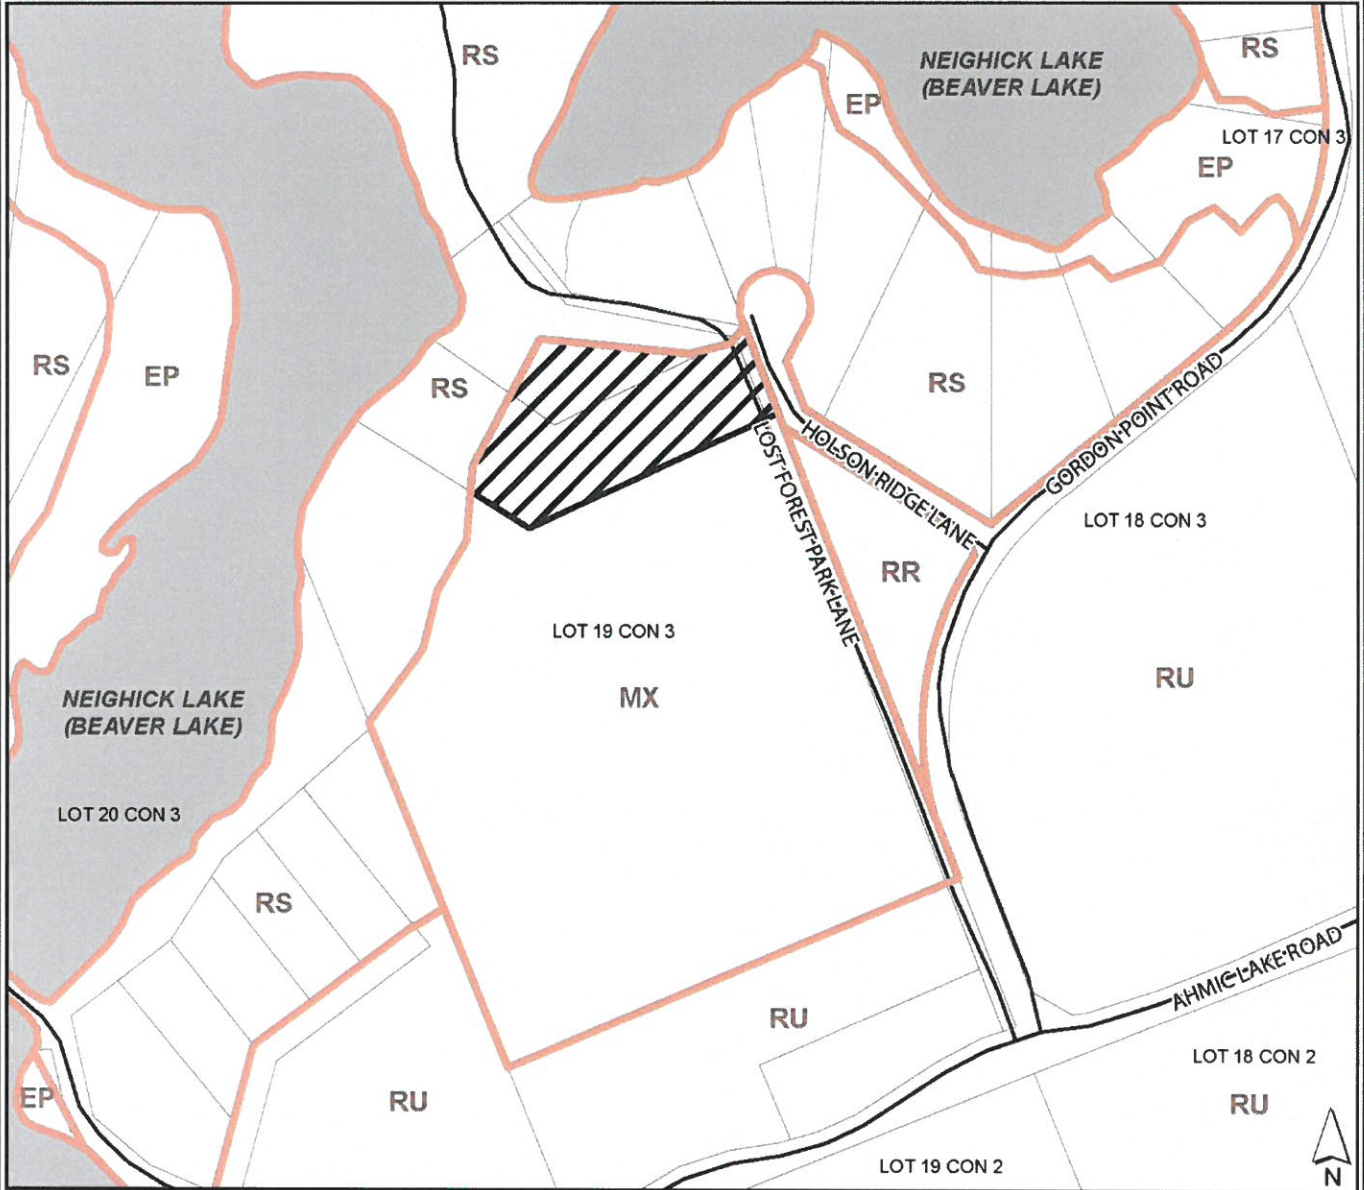 RS
NEIGHICK LAKE
(BEAVER LAKE)
RS
EP
LOT 17 CON 3
EP
RS
EP
RS
RS
GORDON POINT ROAD
HOLSON RIDGE LANE
LOST FOREST PARK LANE
LOT 18 CON 3
RR
LOT 19 CON 3
MX
RU
NEIGHICK LAKE
(BEAVER LAKE)
LOT 20 CON 3
RS
AHMIC LAKE ROAD
RU
LOT 18 CON 2
RU
EP
RU
LOT 19 CON 2
N